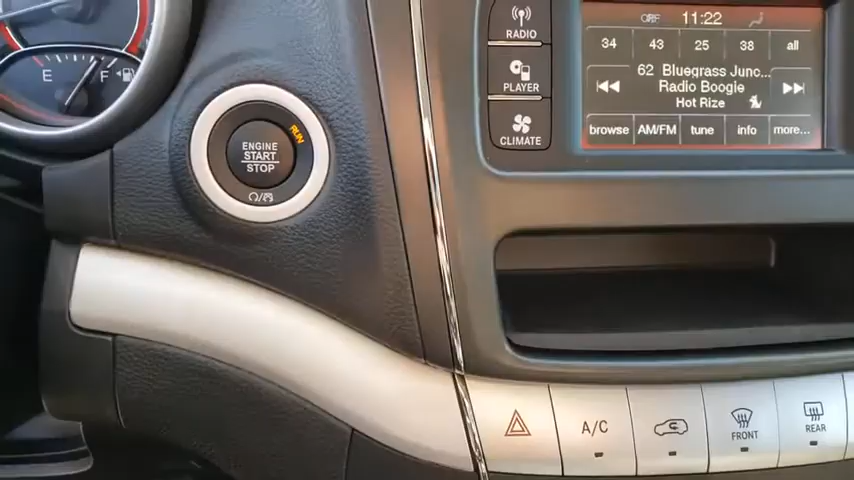 E
F
ENGINE
START
STOP
RUN
RADIO
PLAYER
CLIMATE
OFF 11:22
34 43 25 38 all
62 Bluegrass Junc...
Radio Boogie
Hot Rize
browse AM/FM tune info more...
A/C
FRONT
REAR